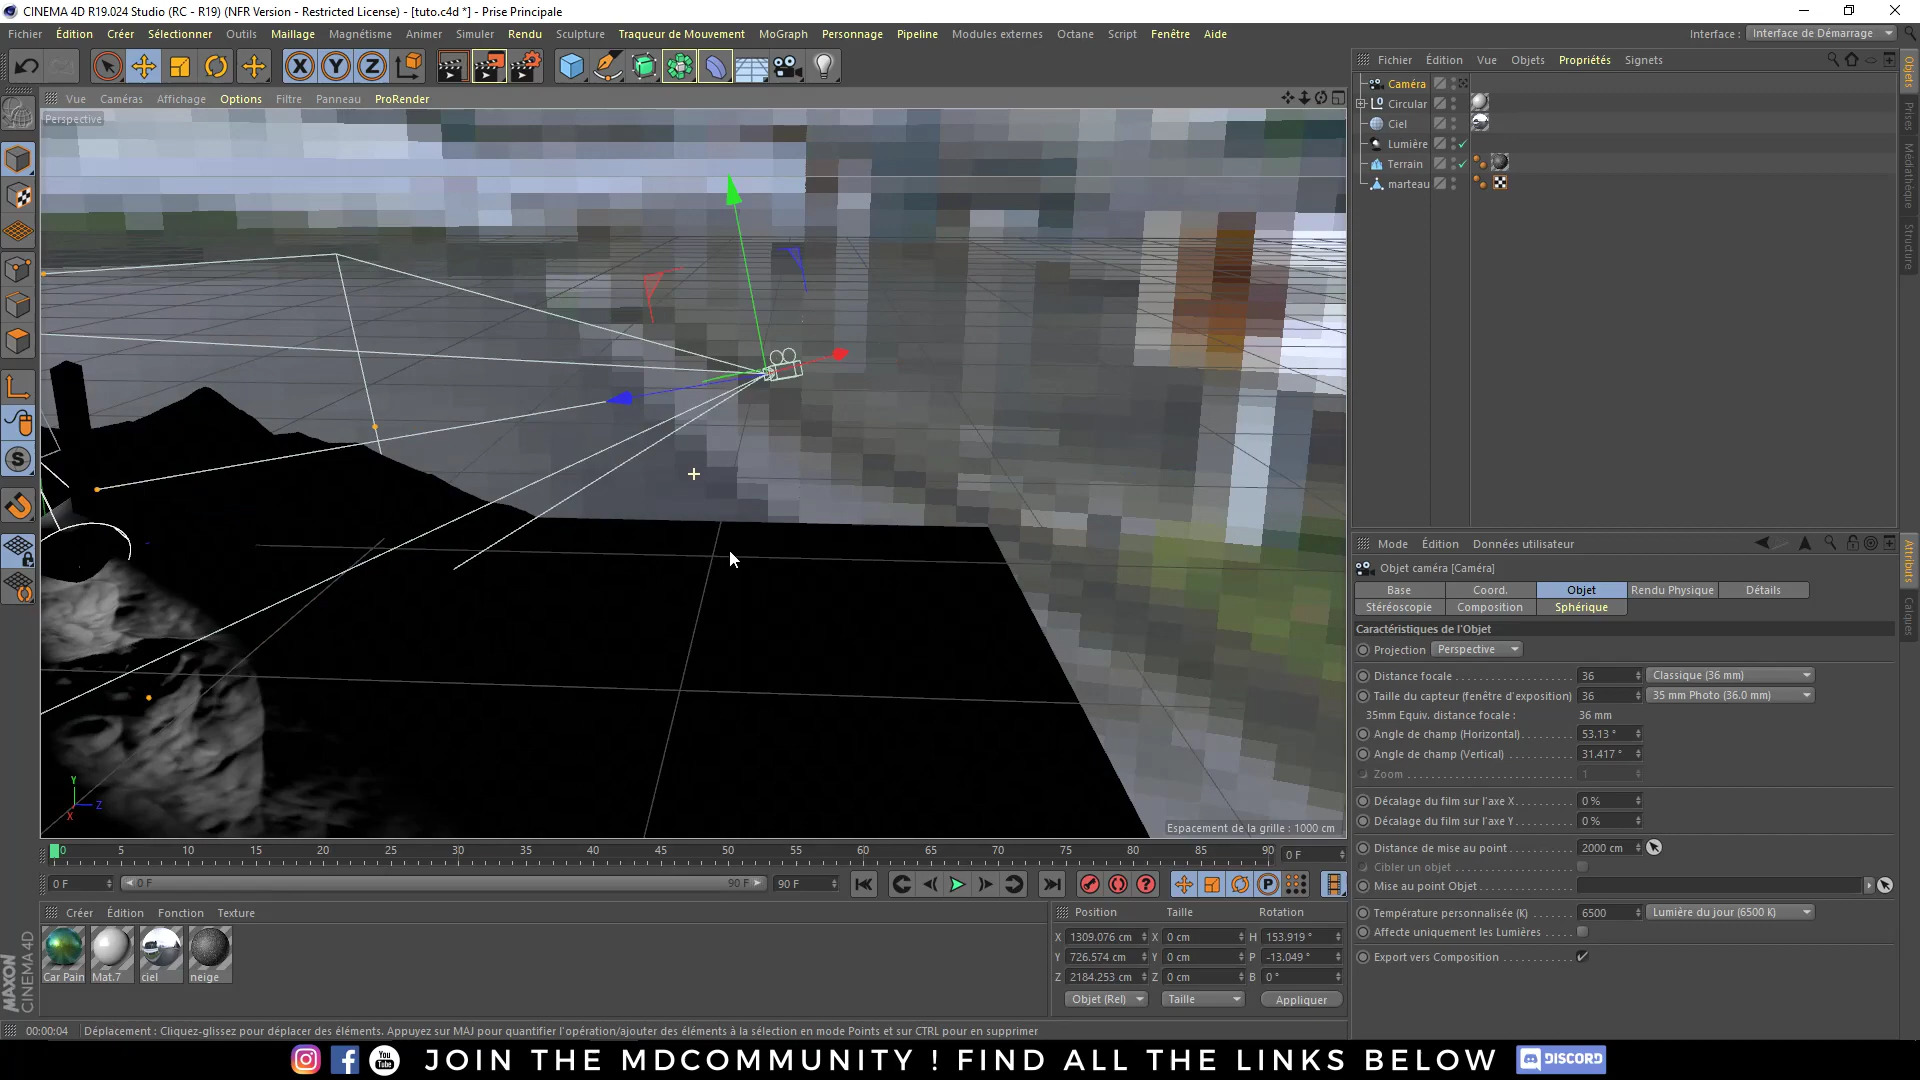 CINEMA 4D R19.024 Studio (RC - R19) (NFR Version - Restricted License) - [tuto.c4d *] - Prise Principale
Fichier Édition Créer Sélectionner Outils Maillage Magnétisme Animer Simuler Rendu Sculpture Traqueur de Mouvement MoGraph Personnage Pipeline Modules externes Octane Script Fenêtre Aide
Interface : Interface de Démarrage
X Y Z
Vue Caméras Affichage Options Filtre Panneau ProRender
Perspective
Y
Z
X
Espacement de la grille : 1000 cm
Fichier Édition Vue Objets Propriétés Signets
Caméra
Circular
Ciel
Lumière
Terrain
marteau
Objets
Prises
Médiathèque
Structure
Mode Édition Données utilisateur
Objet caméra [Caméra]
Base Coord. Objet Rendu Physique Détails
Stéréoscopie Composition Sphérique
Caractéristiques de l'Objet
Projection Perspective
Distance focale 36 Classique (36 mm)
Taille du capteur (fenêtre d'exposition) 36 35 mm Photo (36.0 mm)
35mm Equiv. distance focale : 36 mm
Angle de champ (Horizontal) 53.13 °
Angle de champ (Vertical) 31.417 °
Zoom 1
Décalage du film sur l'axe X 0 %
Décalage du film sur l'axe Y 0 %
Distance de mise au point 2000 cm
Cibler un objet
Mise au point Objet
Température personnalisée (K) 6500 Lumière du jour (6500 K)
Affecte uniquement les Lumières
Export vers Composition
Attributs
Calques
0 5 10 15 20 25 30 35 40 45 50 55 60 65 70 75 80 85 90 0 F
0 F 0 F 90 F 90 F
Créer Édition Fonction Texture
Car Pain Mat.7 ciel neige
Position Taille Rotation
X 1309.076 cm X 0 cm H 153.919 °
Y 726.574 cm Y 0 cm P -13.049 °
Z 2184.253 cm Z 0 cm B 0 °
Objet (Rel) Taille Appliquer
MAXON
CINEMA 4D
00:00:04 Déplacement : Cliquez-glissez pour déplacer des éléments. Appuyez sur MAJ pour quantifier l'opération/ajouter des éléments à la sélection en mode Points et sur CTRL pour en supprimer
You Tube JOIN THE MDCOMMUNITY ! FIND ALL THE LINKS BELOW DISCORD